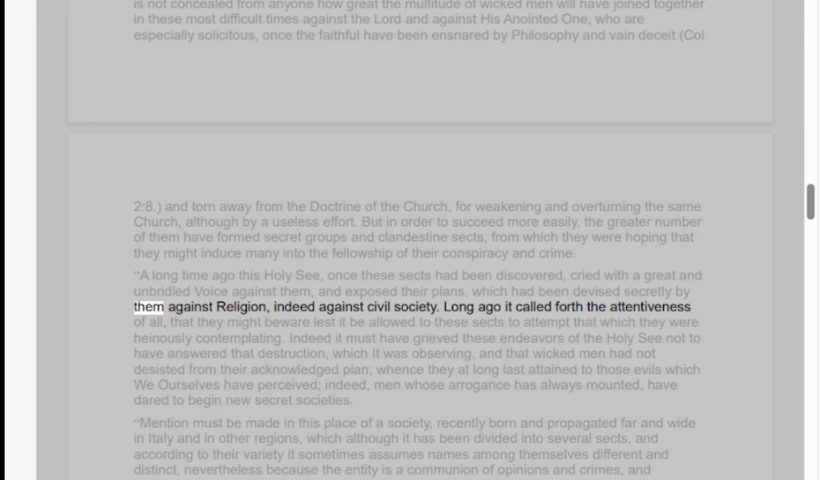 is not concealed from anyone how great the multitude of wicked men will have joined together
in these most difficult times against the Lord and against His Anointed One, who are
especially solicitous, once the faithful have been ensnared by Philosophy and vain deceit (Col
2:8.) and torn away from the Doctrine of the Church, for weakening and overturning the same
Church, although by a useless effort. But in order to succeed more easily, the greater number
of them have formed secret groups and clandestine sects, from which they were hoping that
they might induce many into the fellowship of their conspiracy and crime.
“A long time ago this Holy See, once these sects had been discovered, cried with a great and
unbridled Voice against them, and exposed their plans, which had been devised secretly by
them against Religion, indeed against civil society. Long ago it called forth the attentiveness
of all, that they might beware lest it be allowed to these sects to attempt that which they were
heinously contemplating. Indeed it must have grieved these endeavors of the Holy See not to
have answered that destruction, which It was observing, and that wicked men had not
desisted from their acknowledged plan; whence they at long last attained to those evils which
We Ourselves have perceived; indeed, men whose arrogance has always mounted, have
dared to begin new secret societies.
“Mention must be made in this place of a society, recently born and propagated far and wide
in Italy and in other regions, which although it has been divided into several sects, and
according to their variety it sometimes assumes names among themselves different and
distinct, nevertheless because the entity is a communion of opinions and crimes, and